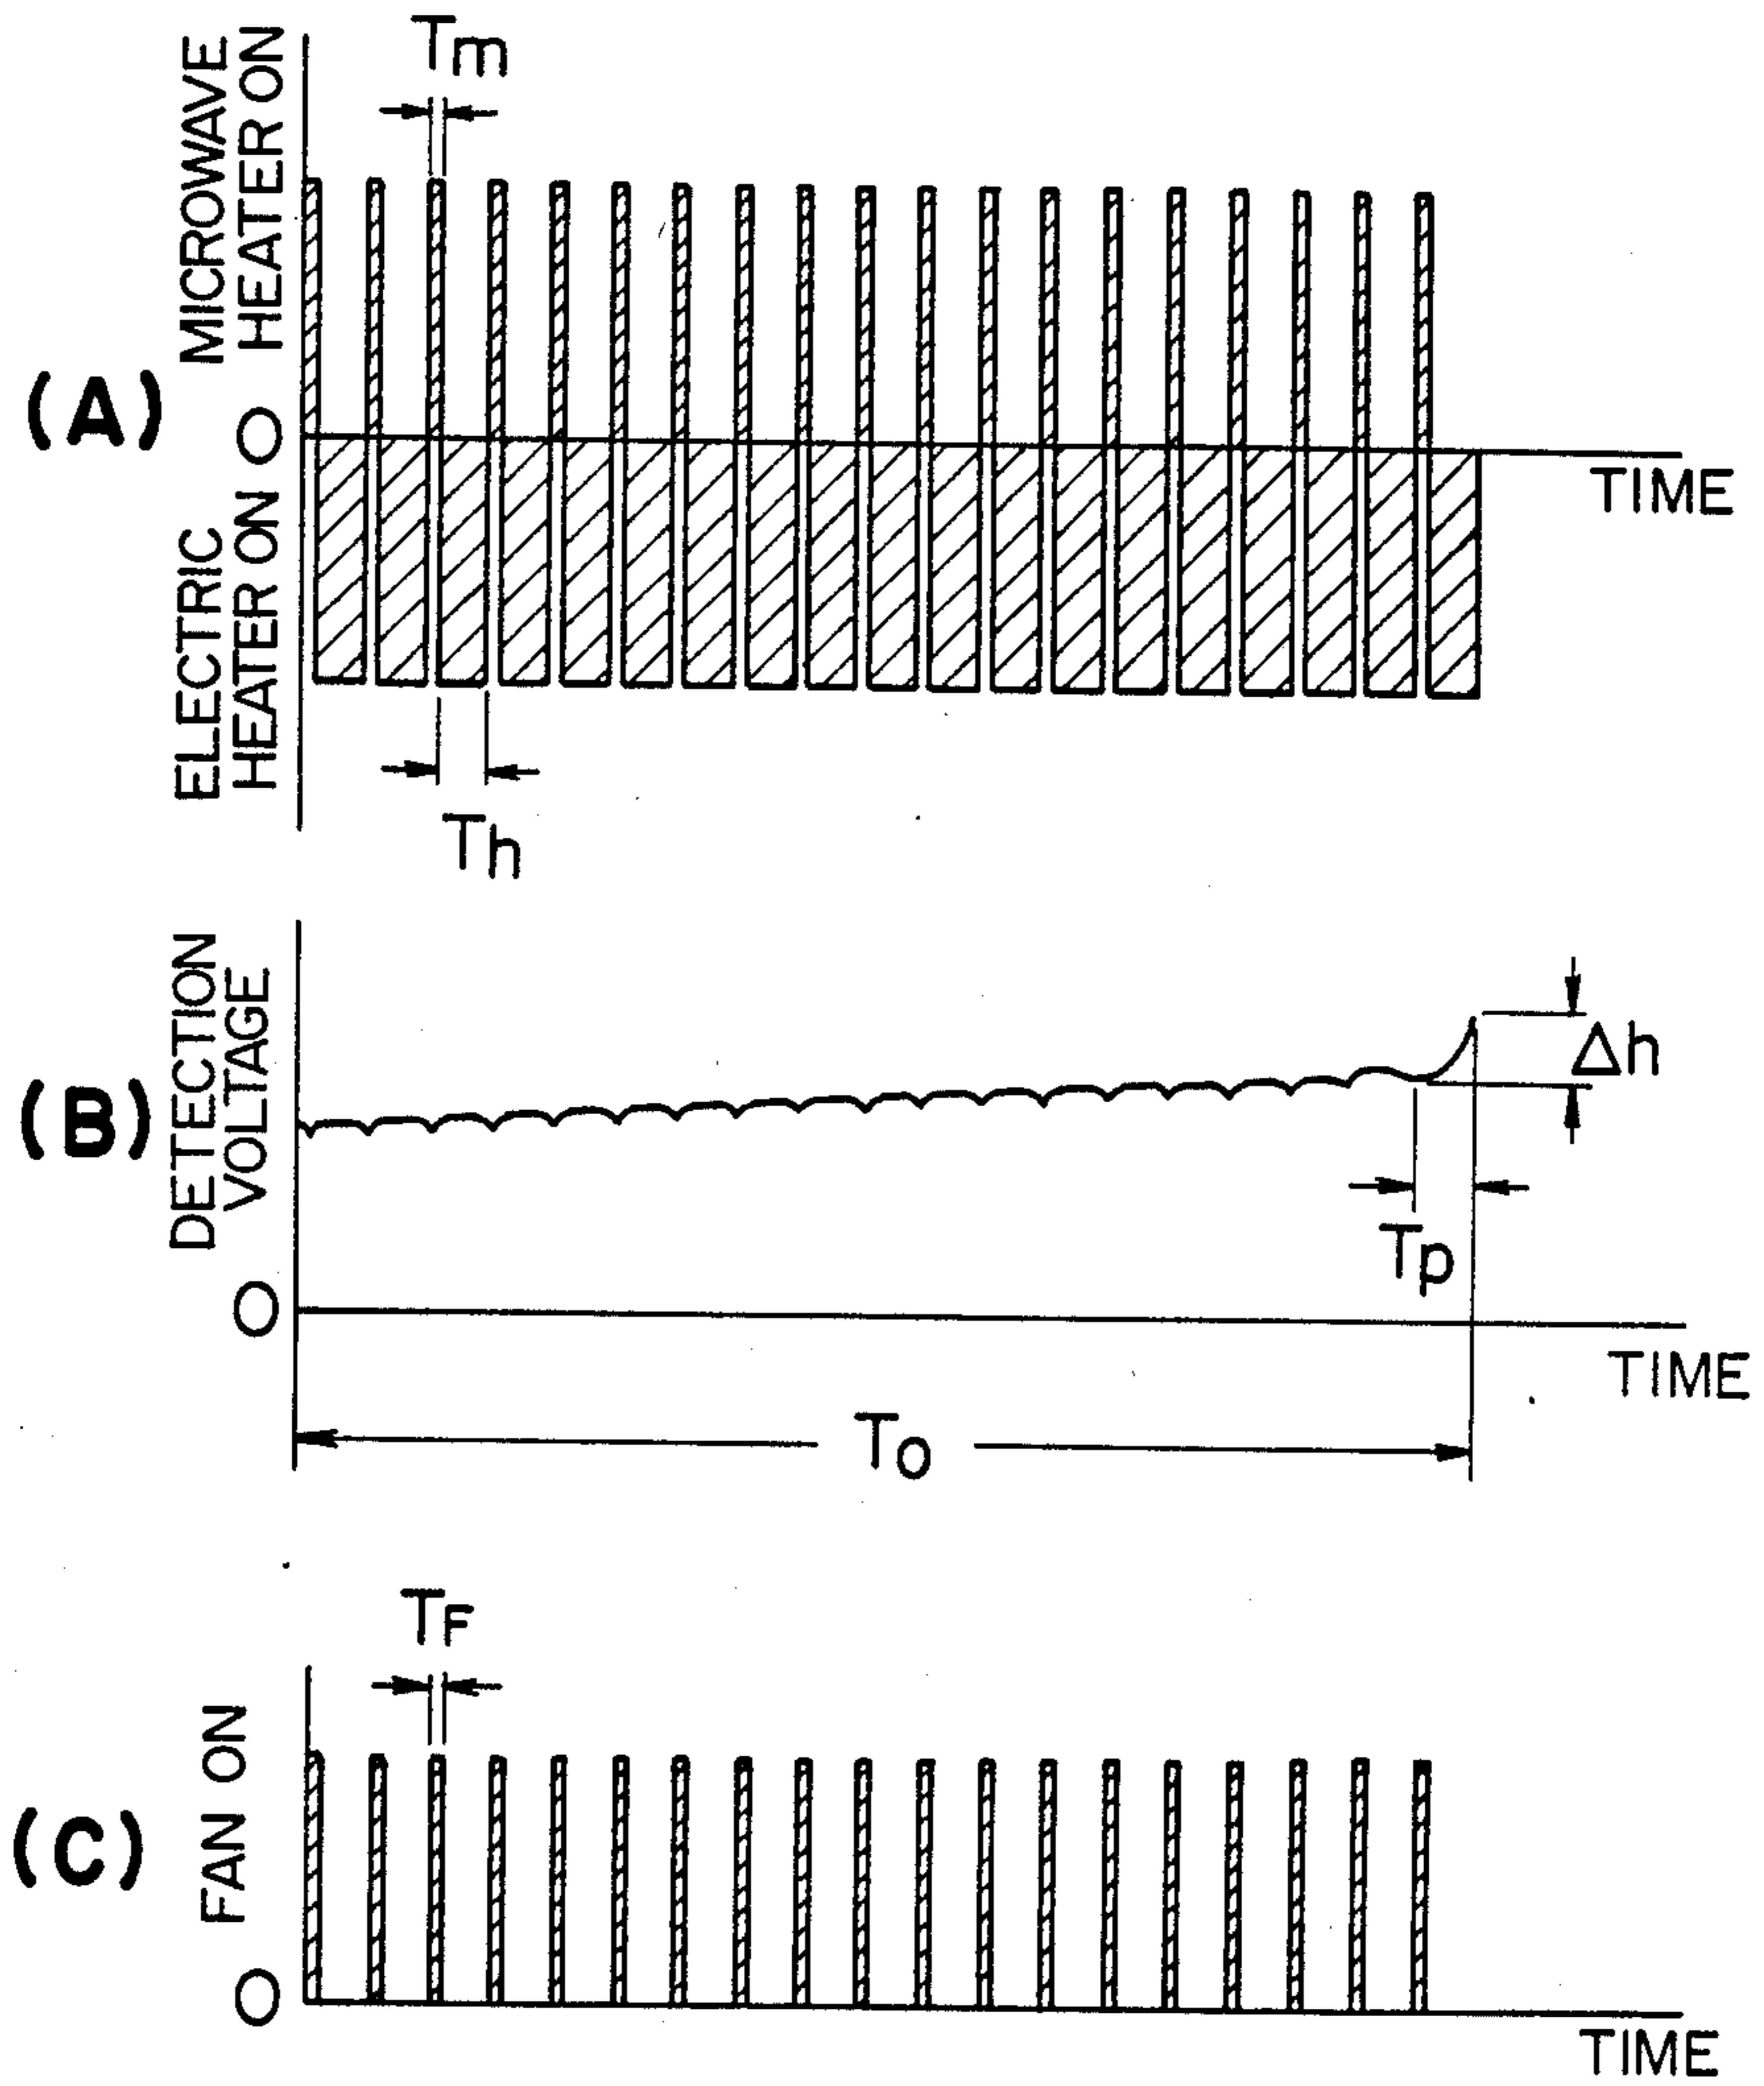 Tm
MICROWAVE
HEATER ON
(A)
O
TIME
ELECTRIC
HEATER ON
Th
DETECTION
VOLTAGE
Δh
(B)
Tp
O
TIME
To
TF
FAN ON
(C)
O
TIME